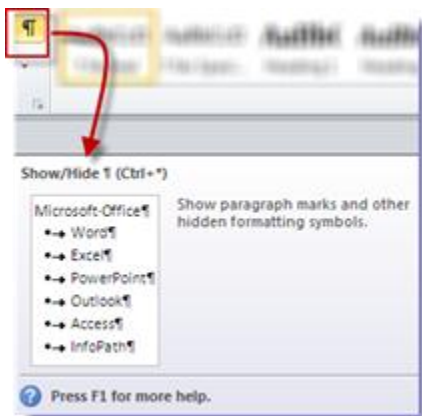 ¶
Show/Hide ¶ (Ctrl+*)
Microsoft·Office¶
•→ Word¶
•→ Excel¶
•→ PowerPoint¶
•→ Outlook¶
•→ Access¶
•→ InfoPath¶
Show paragraph marks and other
hidden formatting symbols.
Press F1 for more help.